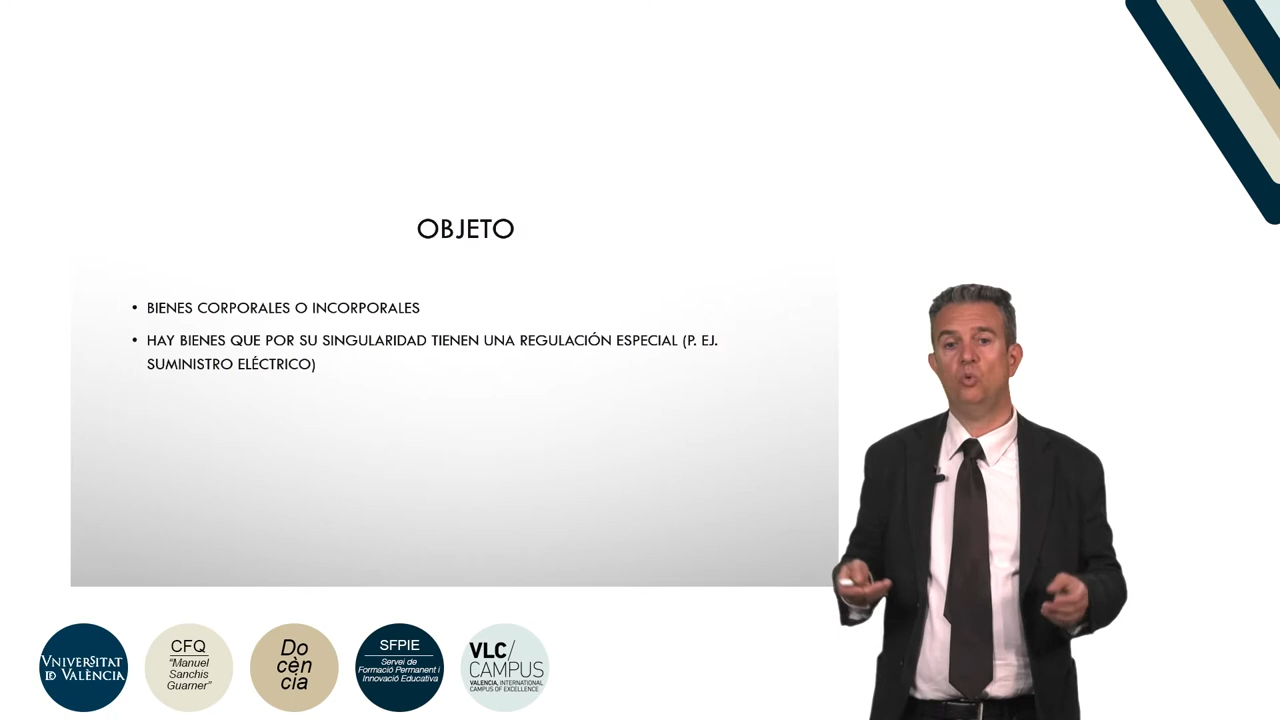 OBJETO
• BIENES CORPORALES O INCORPORALES
• HAY BIENES QUE POR SU SINGULARIDAD TIENEN UNA REGULACIÓN ESPECIAL (P. EJ.
SUMINISTRO ELÉCTRICO)
VNIVERSITAT
ID VALÈNCIA
CFQ
"Manuel
Sanchis
Guarner"
Do
cèn
cia
SFPIE
Servei de
Formació Permanent i
Innovació Educativa
VLC/
CAMPUS
VALENCIA, INTERNATIONAL
CAMPUS OF EXCELLENCE